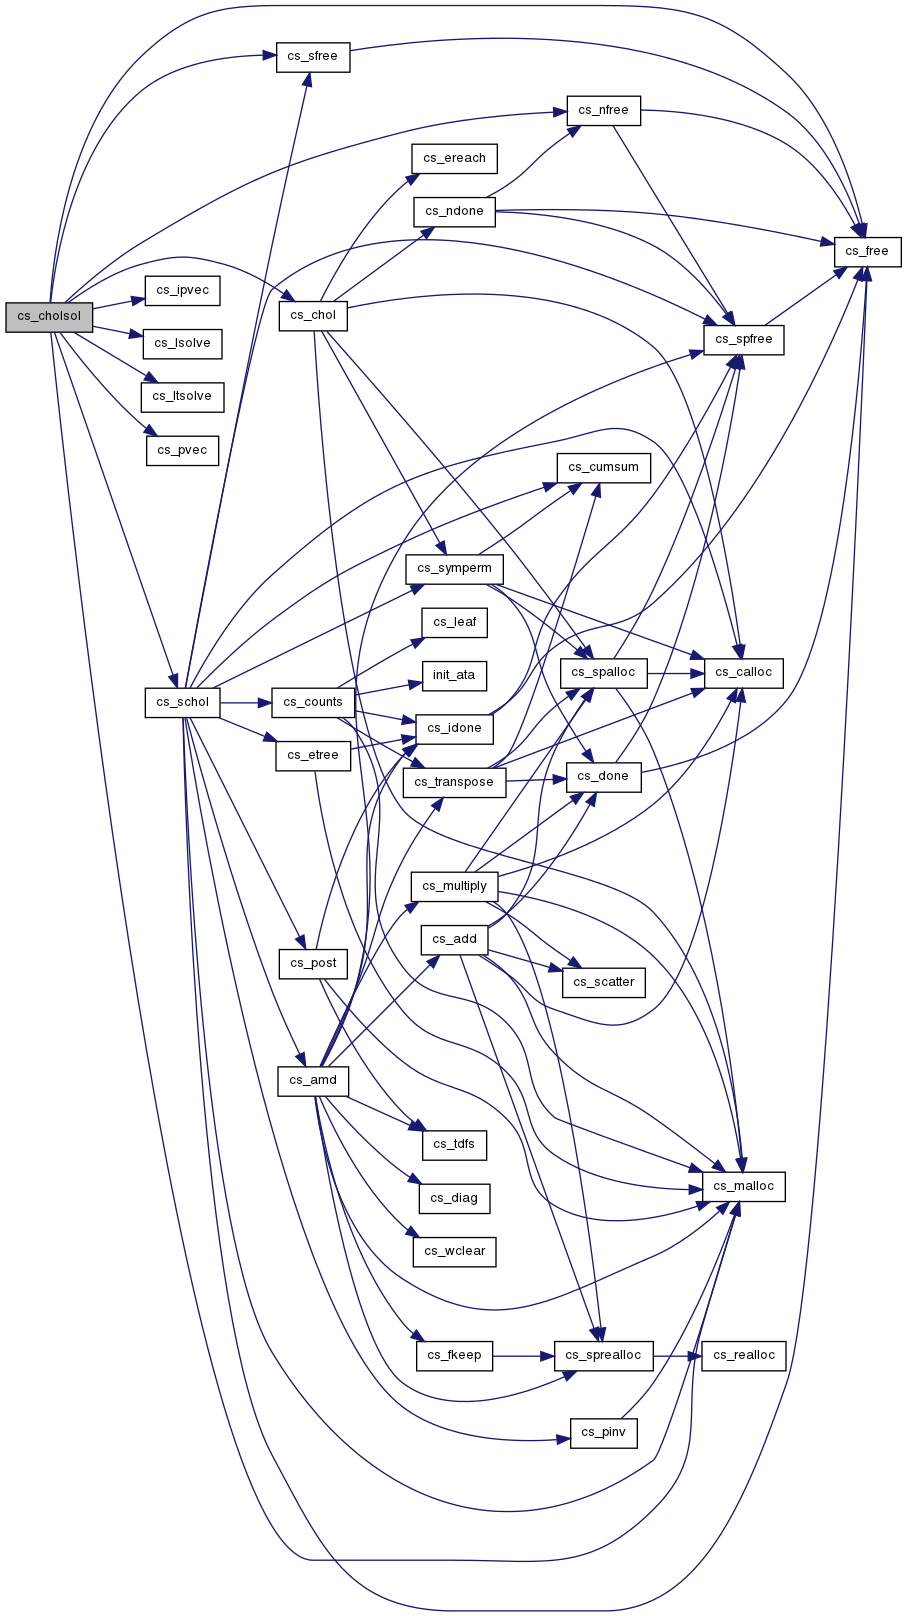 cs_sfree
cs_nfree
cs_ereach
cs_ndone
cs_free
cs_ipvec
cs_cholsol
cs_chol
cs_lsolve
cs_spfree
cs_ltsolve
cs_pvec
cs_cumsum
cs_symperm
cs_leaf
init_ata
cs_spalloc
cs_calloc
cs_schol
cs_counts
cs_idone
cs_etree
cs_transpose
cs_done
cs_multiply
cs_add
cs_post
cs_scatter
cs_amd
cs_tdfs
cs_diag
cs_malloc
cs_wclear
cs_fkeep
cs_sprealloc
cs_realloc
cs_pinv